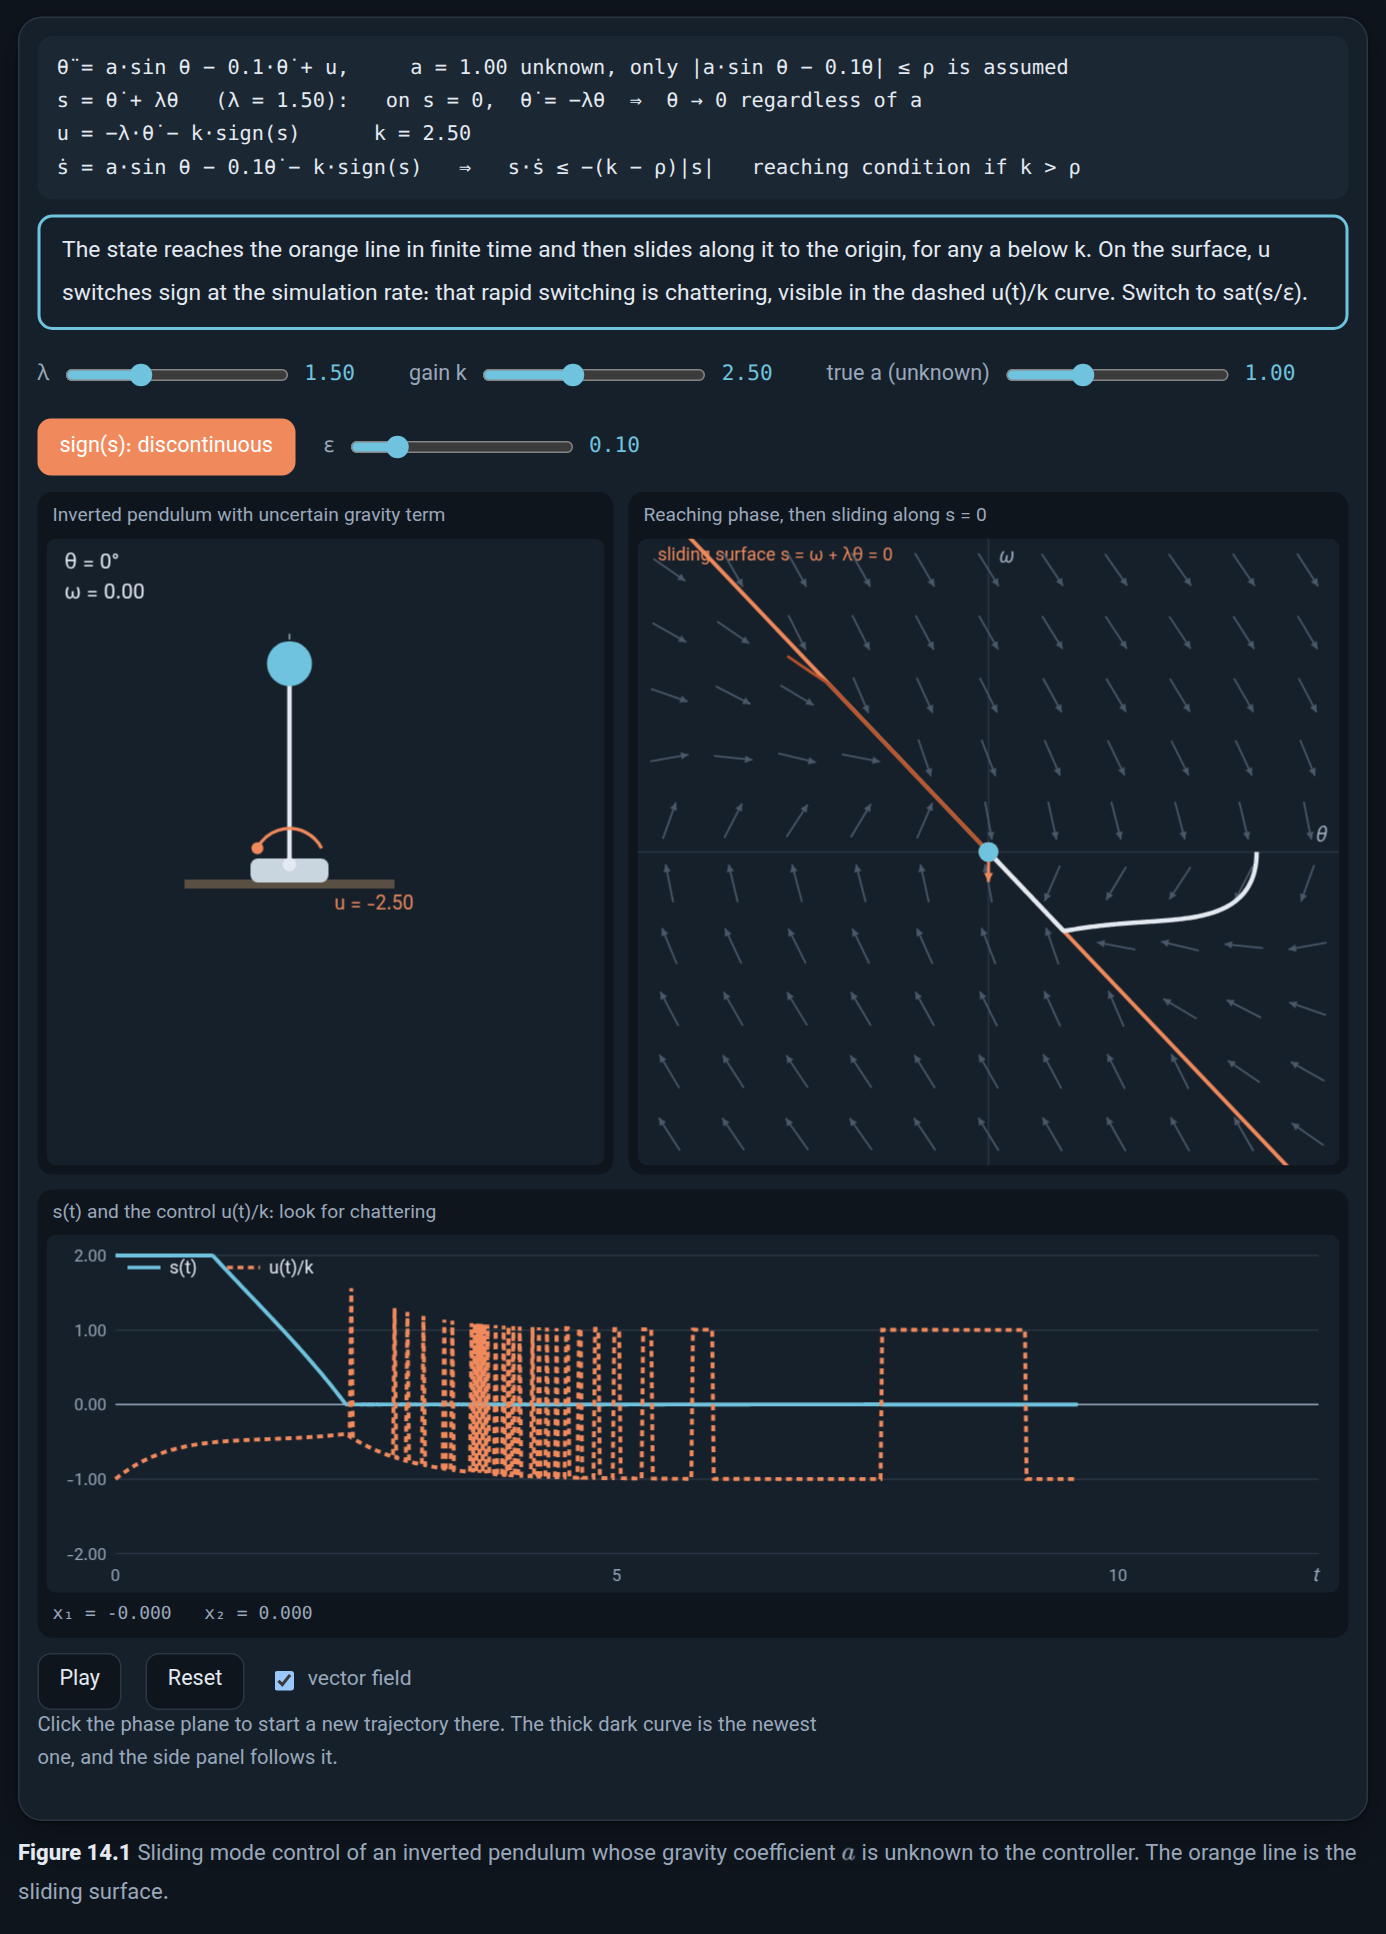 θ¨= a·sin θ − 0.1·θ˙+ u,     a = 1.00 unknown, only |a·sin θ − 0.1θ̇| ≤ ρ is assumed
s = θ˙+ λθ   (λ = 1.50):   on s = 0,  θ˙= −λθ  ⇒  θ → 0 regardless of a
u = −λ·θ˙− k·sign(s)      k = 2.50
ṡ = a·sin θ − 0.1θ˙− k·sign(s)   ⇒   s·ṡ ≤ −(k − ρ)|s|   reaching condition if k > ρ
The state reaches the orange line in finite time and then slides along it to the origin, for any a below k. On the surface, u
switches sign at the simulation rate: that rapid switching is chattering, visible in the dashed u(t)/k curve. Switch to sat(s/ε).
λ 1.50 gain k 2.50 true a (unknown) 1.00
sign(s): discontinuous ε 0.10
Inverted pendulum with uncertain gravity term
θ = 0°
ω = 0.00
u = -2.50
Reaching phase, then sliding along s = 0
sliding surface s = ω + λθ = 0
ω
θ
s(t) and the control u(t)/k: look for chattering
2.00
s(t) u(t)/k
1.00
0.00
-1.00
-2.00
0 5 10 t
x₁ = -0.000   x₂ = 0.000
Play Reset vector field
Click the phase plane to start a new trajectory there. The thick dark curve is the newest
one, and the side panel follows it.
Figure 14.1 Sliding mode control of an inverted pendulum whose gravity coefficient a is unknown to the controller. The orange line is the
sliding surface.